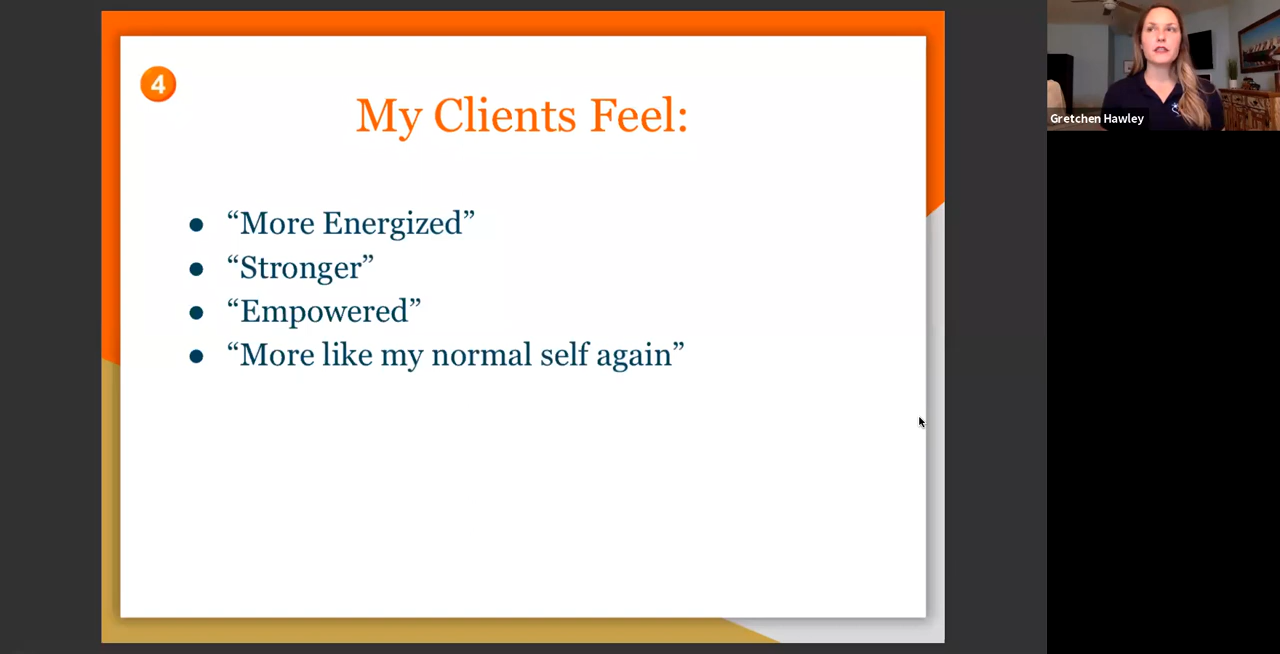 4
My Clients Feel:
● “More Energized”
● “Stronger”
● “Empowered”
● “More like my normal self again”
Gretchen Hawley